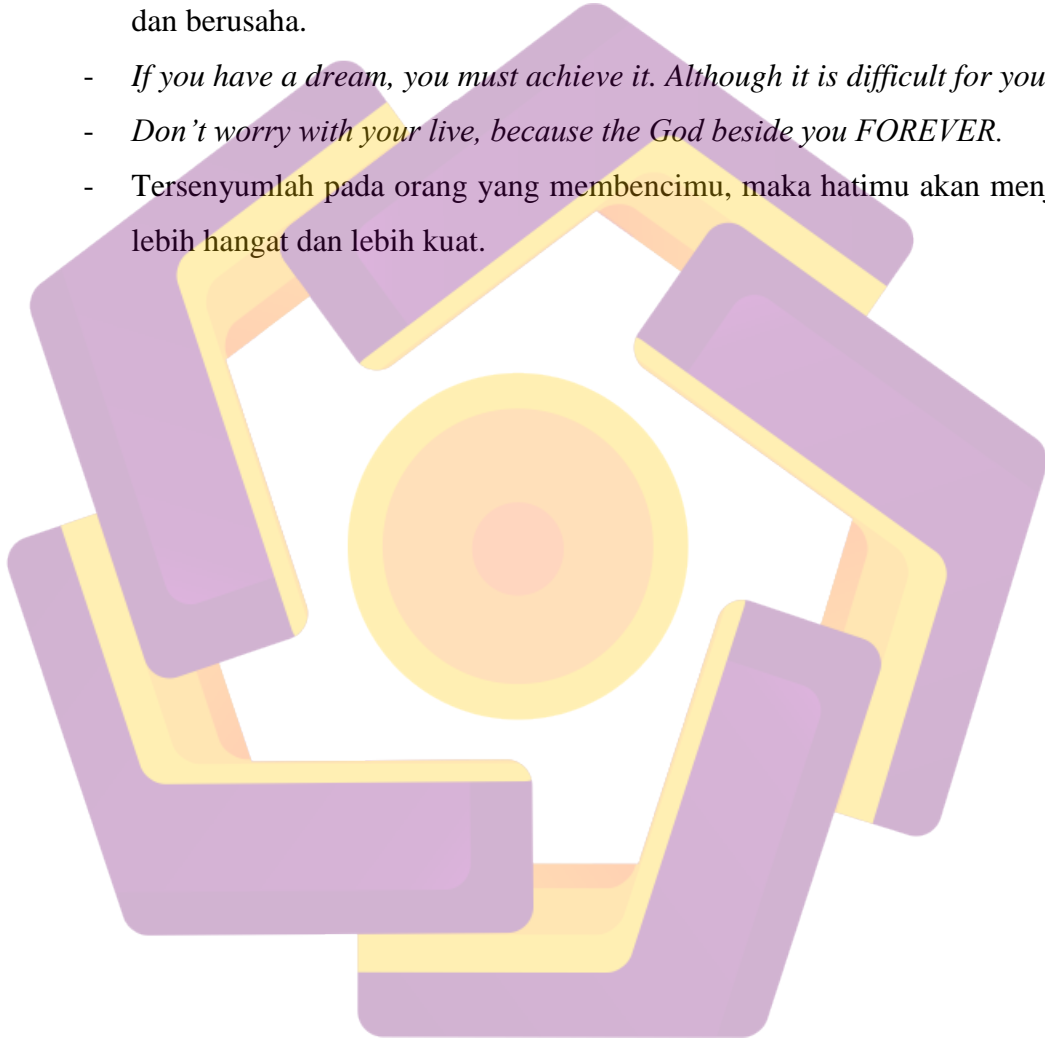 dan berusaha.
- If you have a dream, you must achieve it. Although it is difficult for you
- Don't worry with your live, because the God beside you FOREVER.
- Tersenyumlah pada orang yang membencimu, maka hatimu akan
lebih hangat dan lebih kuat.